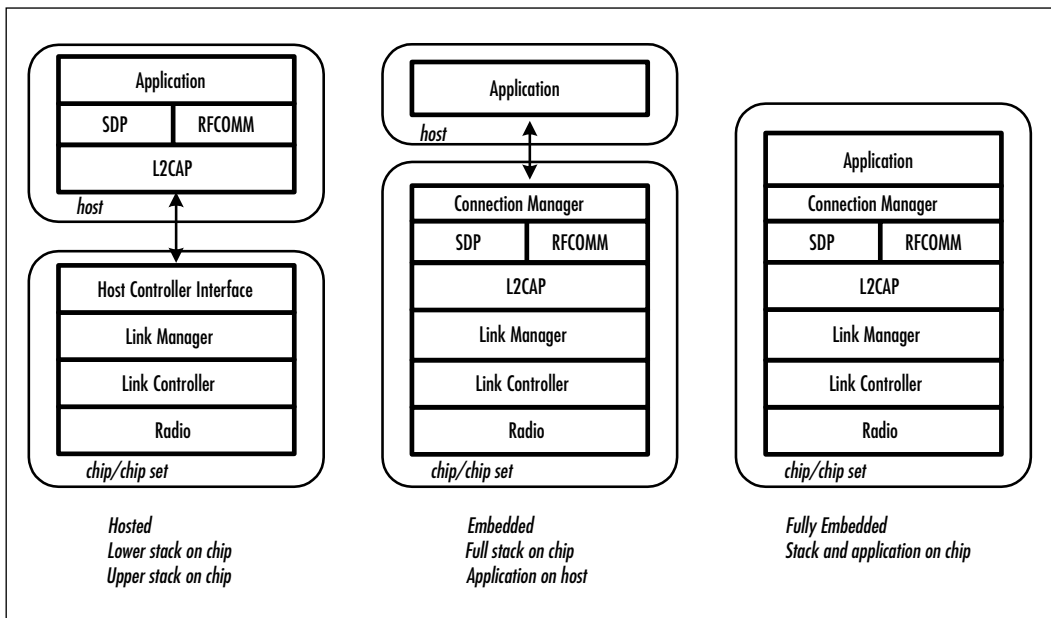 Application
SDP
RFCOMM
L2CAP
host
Host Controller Interface
Link Manager
Link Controller
Radio
chip/chip set
Hosted
Lower stack on chip
Upper stack on chip
Application
host
Connection Manager
SDP
RFCOMM
L2CAP
Link Manager
Link Controller
Radio
chip/chip set
Embedded
Full stack on chip
Application on host
Application
Connection Manager
SDP
RFCOMM
L2CAP
Link Manager
Link Controller
Radio
chip/chip set
Fully Embedded
Stack and application on chip